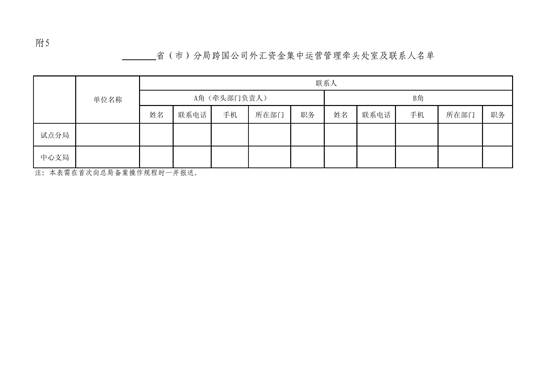 附5
______省（市）分局跨国公司外汇资金集中运营管理牵头处室及联系人名单
联系人
单位名称 A角（牵头部门负责人） B角
姓名 联系电话 手机 所在部门 职务 姓名 联系电话 手机 所在部门 职务
试点分局
中心支局
注：本表需在首次向总局备案操作规程时一并报送。